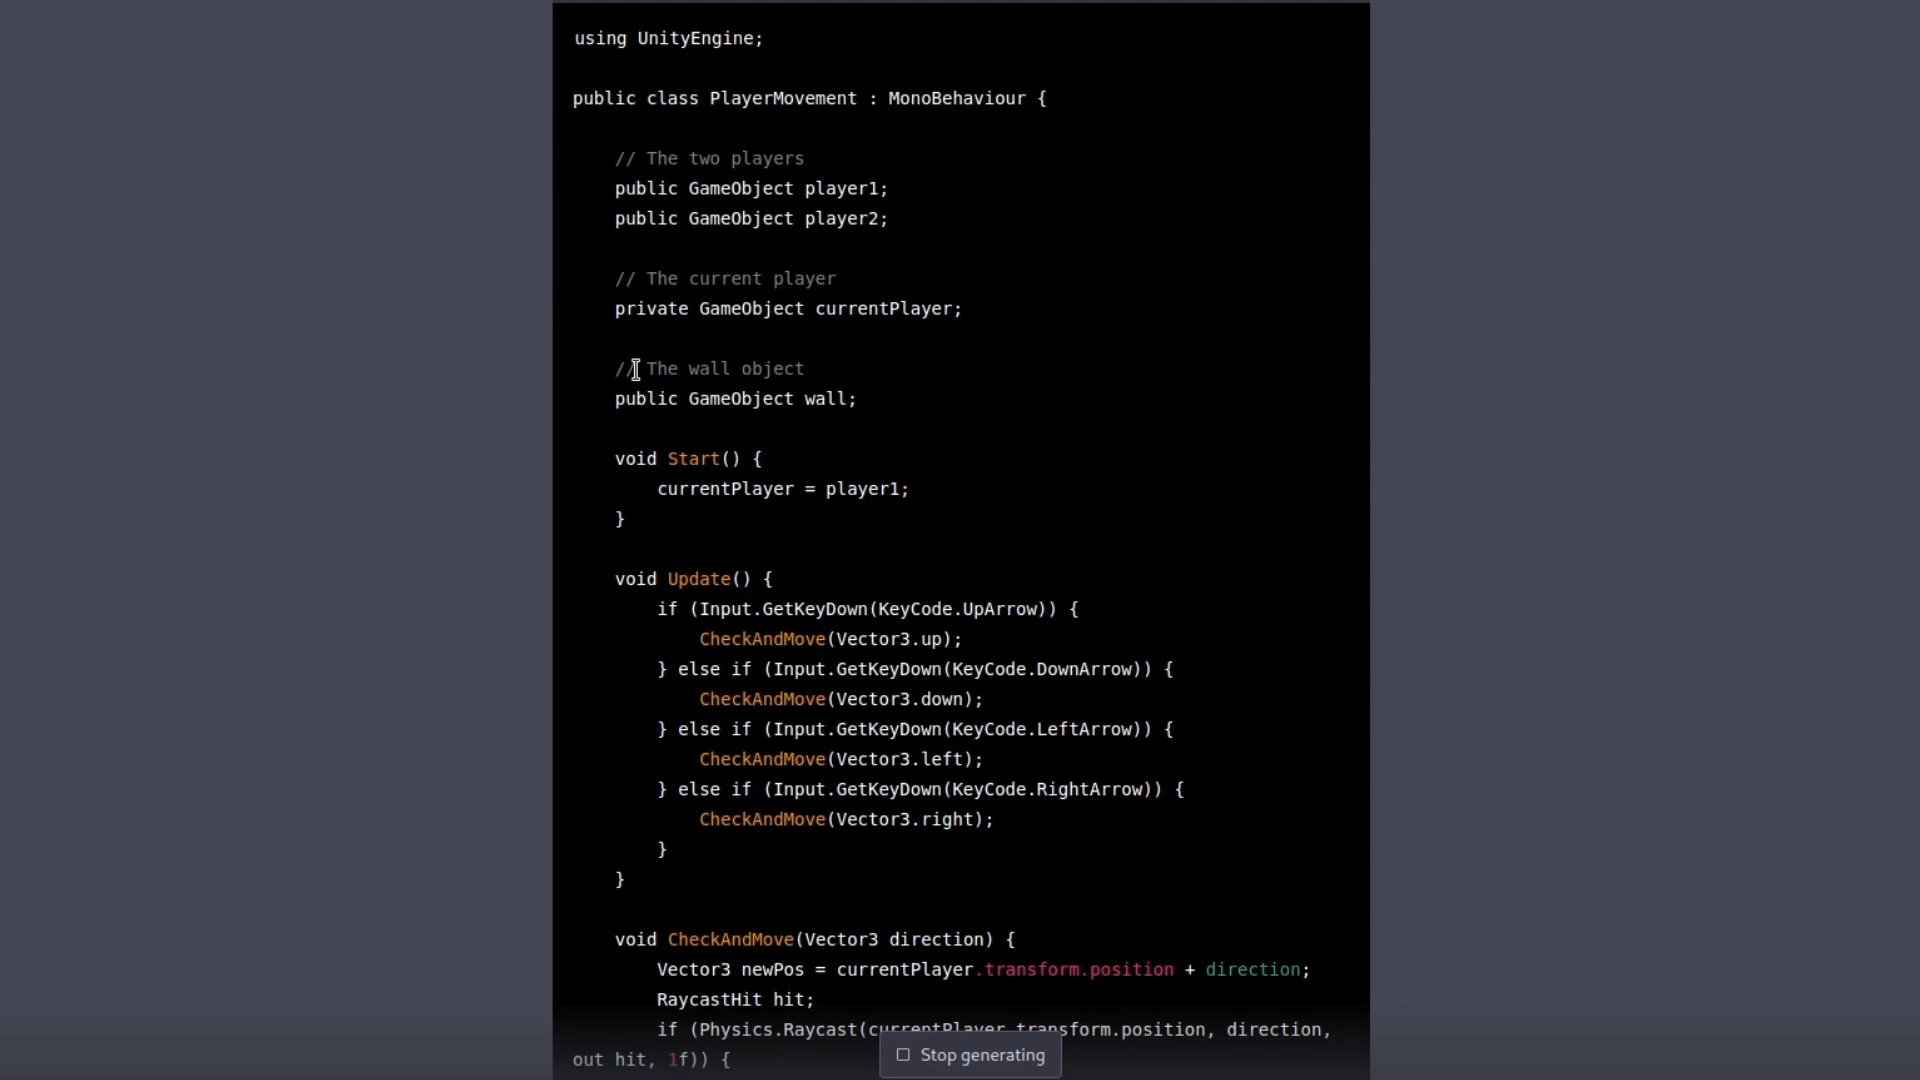 using UnityEngine;
public class PlayerMovement : MonoBehaviour {
// The two players
public GameObject player1;
public GameObject player2;
// The current player
private GameObject currentPlayer;
// The wall object
public GameObject wall;
void Start() {
currentPlayer = player1;
}
void Update() {
if (Input.GetKeyDown(KeyCode.UpArrow)) {
CheckAndMove(Vector3.up);
} else if (Input.GetKeyDown(KeyCode.DownArrow)) {
CheckAndMove(Vector3.down);
} else if (Input.GetKeyDown(KeyCode.LeftArrow)) {
CheckAndMove(Vector3.left);
} else if (Input.GetKeyDown(KeyCode.RightArrow)) {
CheckAndMove(Vector3.right);
}
}
void CheckAndMove(Vector3 direction) {
Vector3 newPos = currentPlayer.transform.position + direction;
RaycastHit hit;
if (Physics.Raycast(currentPlayer.transform.position, direction,
out hit, 1f)) {
Stop generating